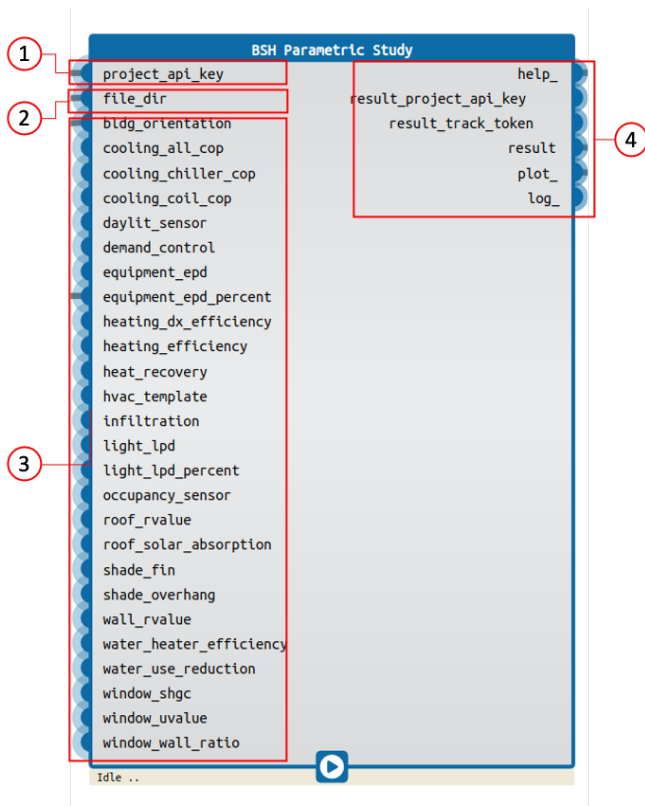 BSH Parametric Study
1
project_api_key
help_
2
file_dir
result_project_api_key
bldg_orientation
result_track_token
4
cooling_all_cop
result
cooling_chiller_cop
plot_
cooling_coil_cop
log_
daylit_sensor
demand_control
equipment_epd
equipment_epd_percent
heating_dx_efficiency
heating_efficiency
heat_recovery
hvac_template
infiltration
light_lpd
3
light_lpd_percent
occupancy_sensor
roof_rvalue
roof_solar_absorption
shade_fin
shade_overhang
wall_rvalue
water_heater_efficiency
water_use_reduction
window_shgc
window_uvalue
window_wall_ratio
Idle ..